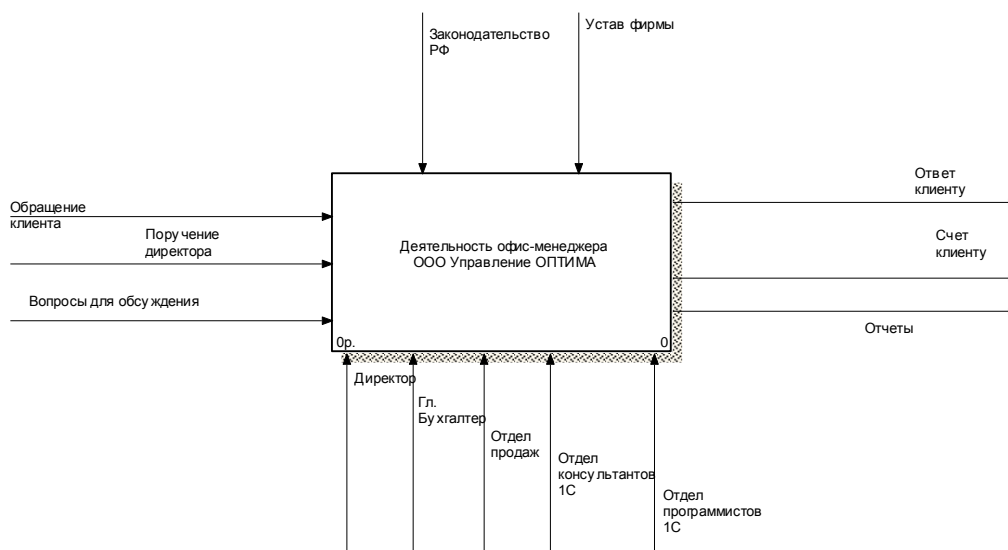 Законодательство
РФ
Устав фирмы
Обращение
клиента
Поручение
директора
Вопросы для обсуждения
Деятельность офис-менеджера
ООО Управление ОПТИМА
0р.
0
Ответ
клиенту
Счет
клиенту
Отчеты
Директор
Гл.
Бухгалтер
Отдел
продаж
Отдел
консультантов
1С
Отдел
программистов
1С